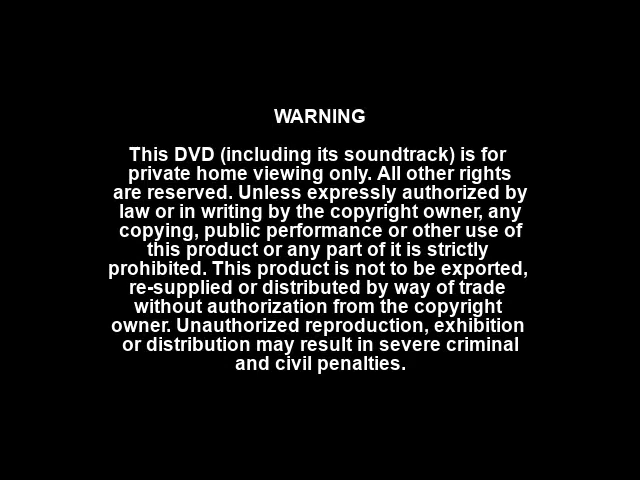 WARNING
This DVD (including its soundtrack) is for
private home viewing only. All other rights
are reserved. Unless expressly authorized by
law or in writing by the copyright owner, any
copying, public performance or other use of
this product or any part of it is strictly
prohibited. This product is not to be exported,
re-supplied or distributed by way of trade
without authorization from the copyright
owner. Unauthorized reproduction, exhibition
or distribution may result in severe criminal
and civil penalties.